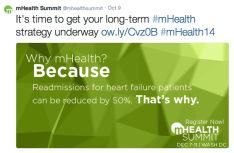 mHealth Summit @mhealthsummit · Oct 9
It's time to get your long-term #mHealth
strategy underway ow.ly/Cvz0B #mHealth14
Why mHealth?
Because
Readmissions for heart failure patients
can be reduced by 50%. That's why.
Register Now!
mHEALTH
SUMMIT
DEC 7-11 | WASH DC